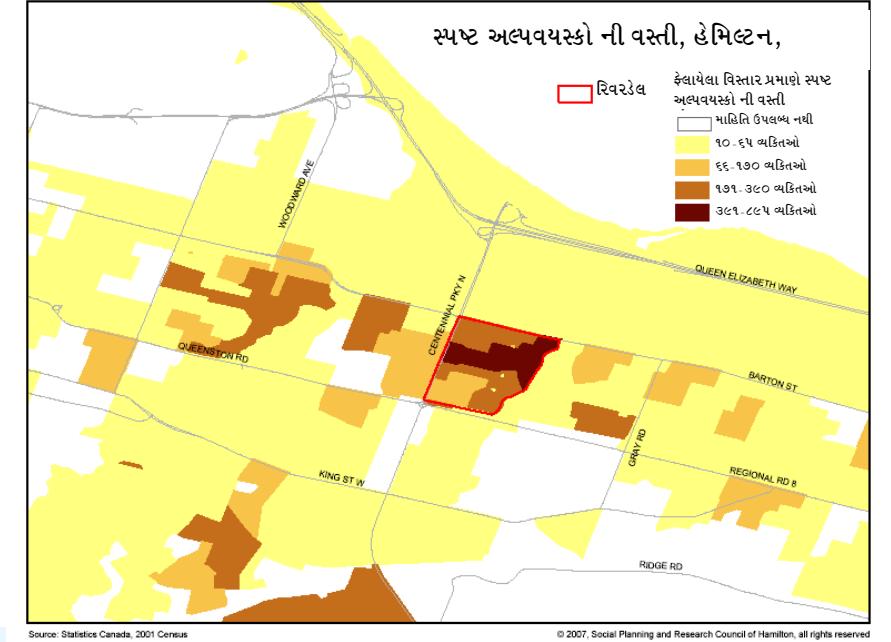 સ્પષ્ટ અલ્પવયસ્કો ની વસ્તી, હેમિલ્ટન,
રિવરડેલ
ફેલાયેલા વિસ્તાર પ્રમાણે સ્પષ્ટ
અલ્પવયસ્કો ની વસ્તી
માહિતિ ઉપલબ્ધ નથી
૧૦-૬૫ વ્યકિતઓ
૬૬-૧૭૦ વ્યકિતઓ
૧૭૧-૩૯૦ વ્યકિતઓ
૩૯૧-૮૯૫ વ્યકિતઓ
WOODWARD AVE
QUEEN ELIZABETH WAY
CENTENNIAL PKY N
QUEENSTON RD
BARTON ST
GRAY RD
KING ST W
REGIONAL RD 8
RIDGE RD
Source: Statistics Canada, 2001 Census
© 2007, Social Planning and Research Council of Hamilton, all rights reserved